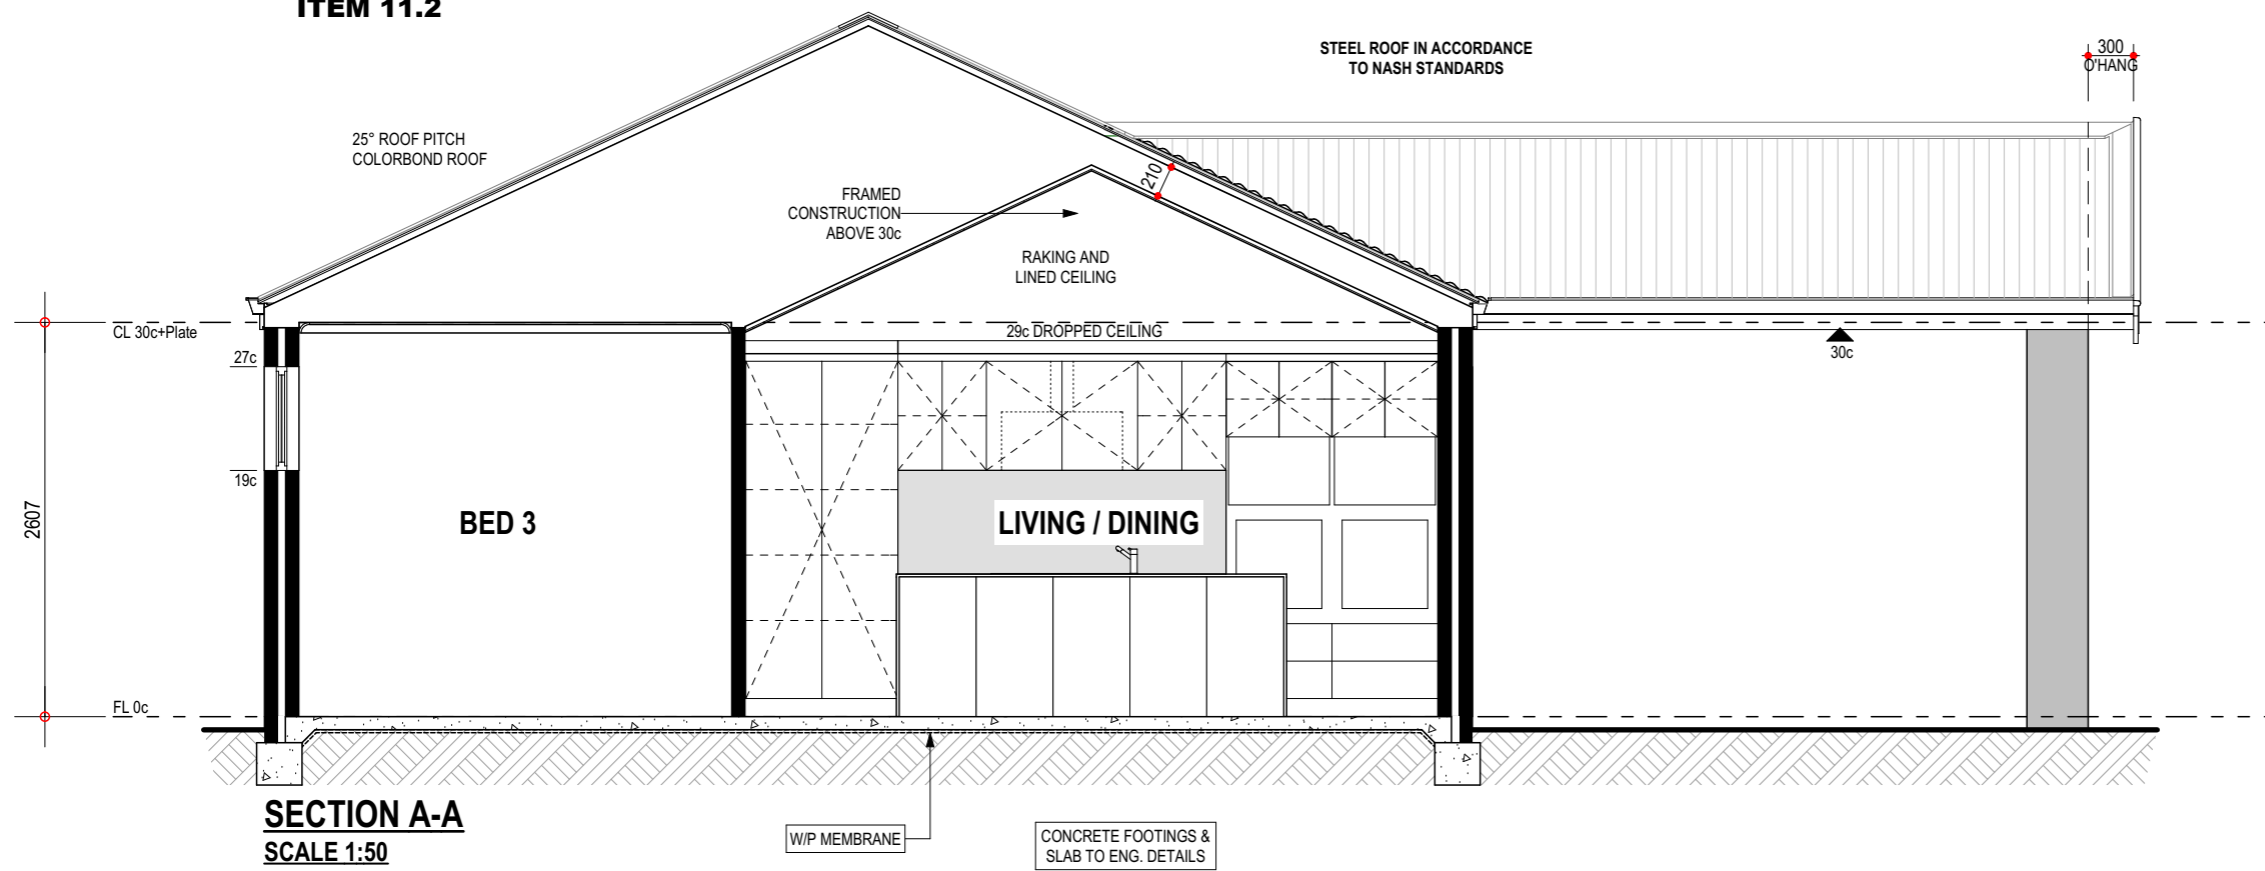 ITEM 11.2
STEEL ROOF IN ACCORDANCE
TO NASH STANDARDS
300
O'HANG
25° ROOF PITCH
COLORBOND ROOF
210
FRAMED
CONSTRUCTION
ABOVE 30c
RAKING AND
LINED CEILING
CL 30c+Plate
29c DROPPED CEILING
27c
30c
19c
2607
BED 3
LIVING / DINING
FL 0c
SECTION A-A
SCALE 1:50
W/P MEMBRANE
CONCRETE FOOTINGS &
SLAB TO ENG. DETAILS